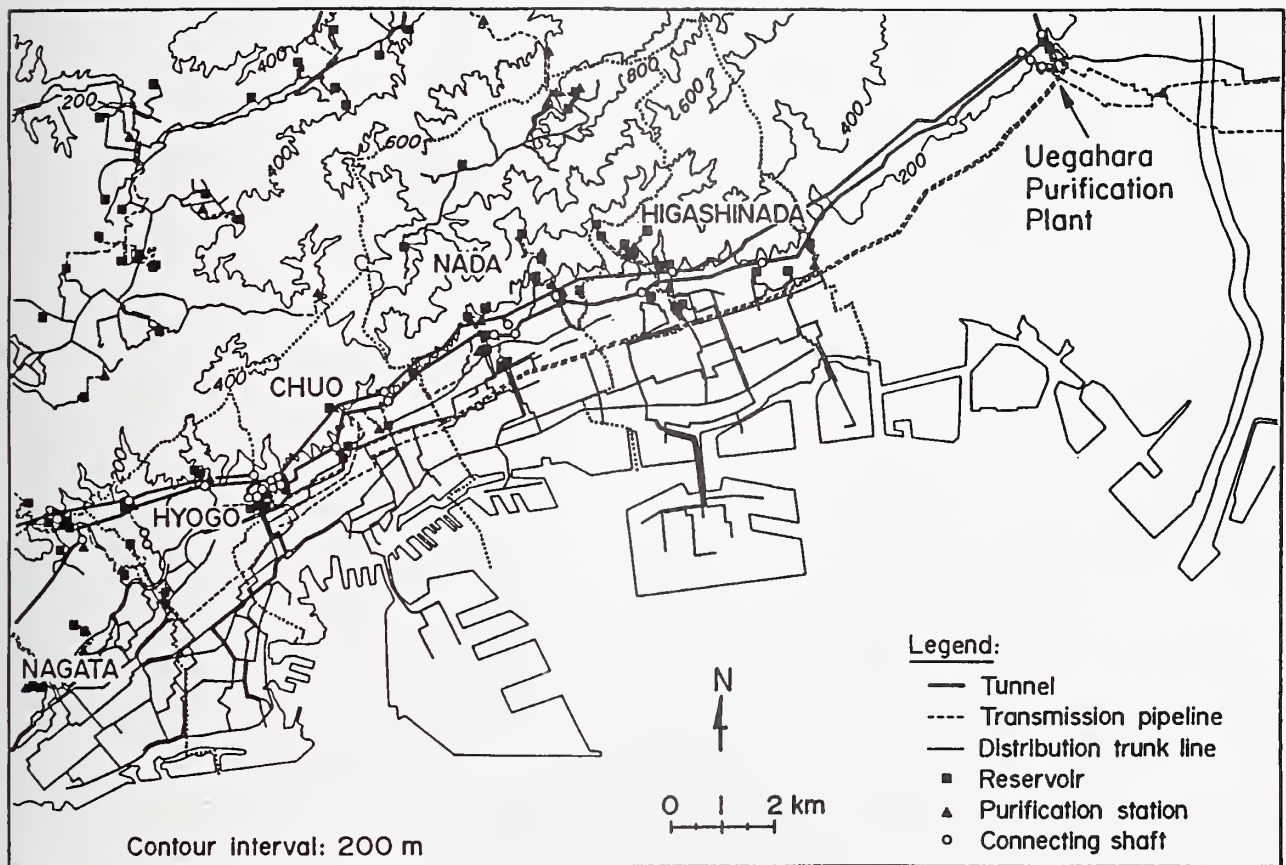 400
200
800
600
600
400
400
600
200
Uegahara
Purification
Plant
HIGASHINADA
NADA
400
CHUO
HYOGO
NAGATA
N
0 1 2 km
Contour interval: 200 m
Legend:
Tunnel
Transmission pipeline
Distribution trunk line
Reservoir
Purification station
Connecting shaft